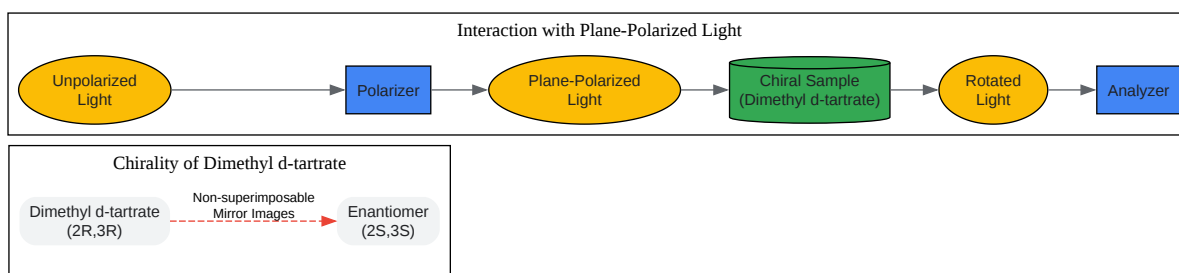 Interaction with Plane-Polarized Light
Unpolarized
Light
Polarizer
Plane-Polarized
Light
Chiral Sample
(Dimethyl d-tartrate)
Rotated
Light
Analyzer
Chirality of Dimethyl d-tartrate
Dimethyl d-tartrate
(2R,3R)
Non-superimposable
Mirror Images
Enantiomer
(2S,3S)